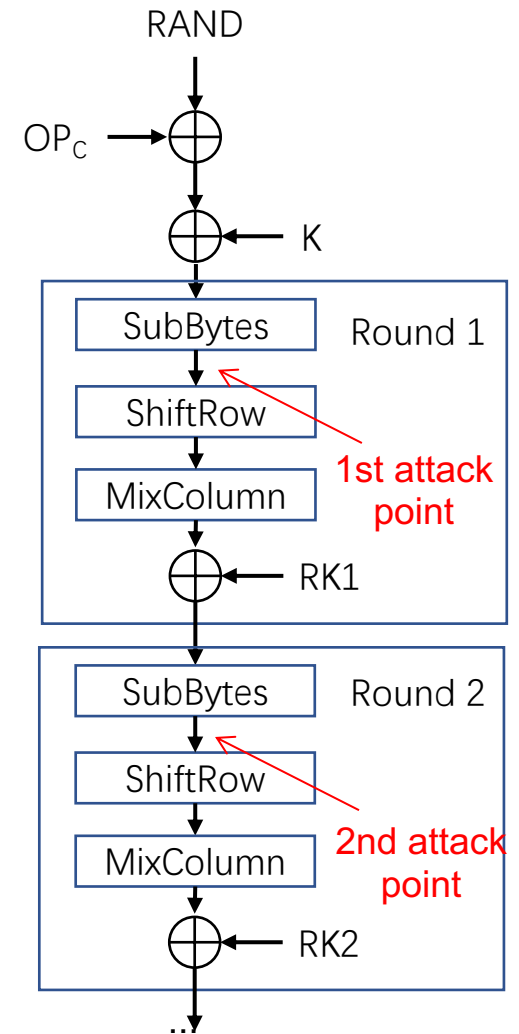 RAND
OPC
K
SubBytes
Round 1
ShiftRow
1st attack
point
MixColumn
RK1
SubBytes
Round 2
ShiftRow
2nd attack
point
MixColumn
RK2
...